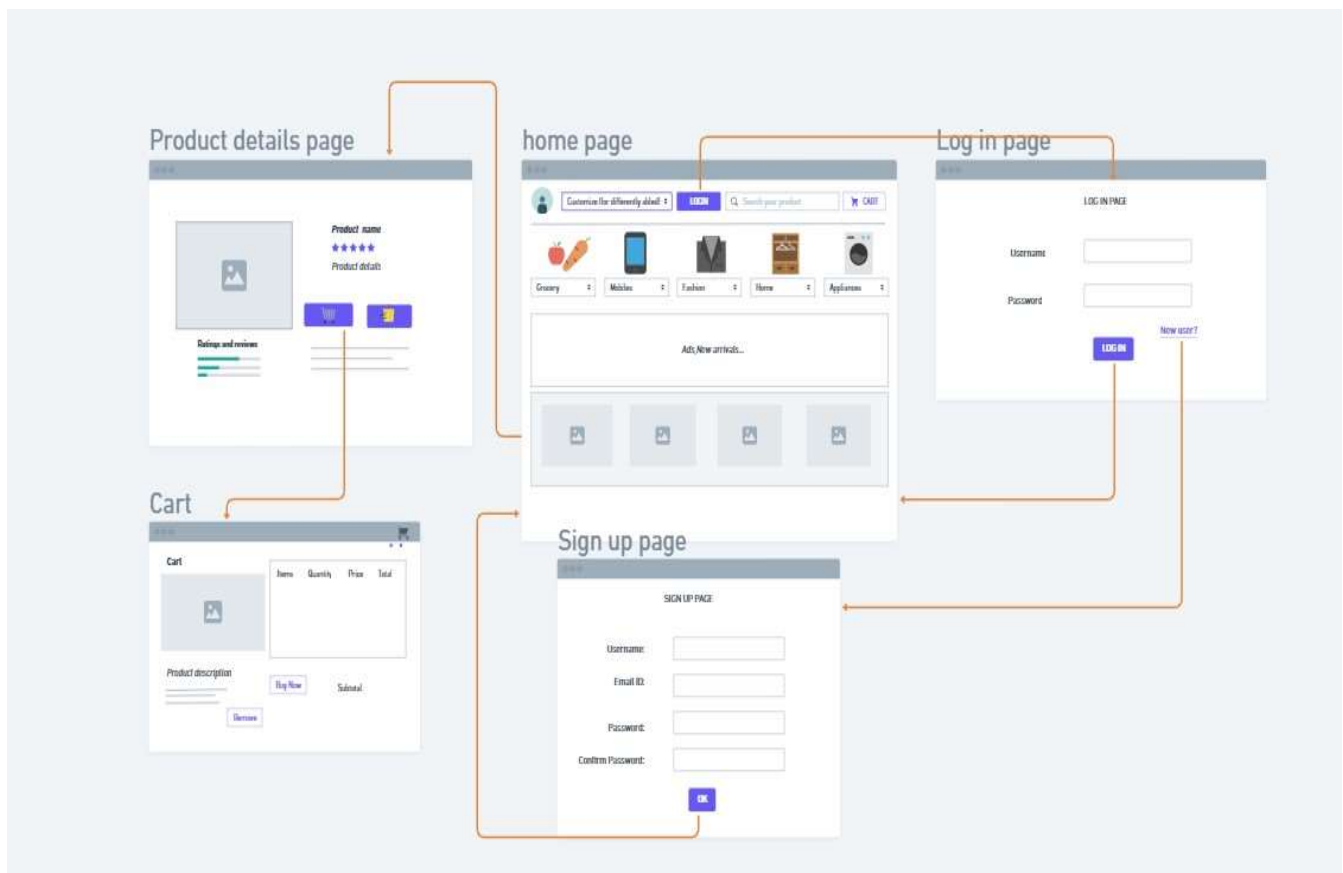 Product details page
home page
Log in page
Product name
Product details
Ratings and reviews
Customize (for differently abled)
LOGIN
Search your product
CART
Grocery
Mobiles
Fashion
Home
Appliances
Ads,New arrivals...
LOG IN PAGE
Username
Password
New user?
LOG IN
Cart
Cart
Items Quantity Price Total
Product description
Buy Now
Subtotal
Remove
Sign up page
SIGN UP PAGE
Username:
Email ID:
Password:
Confirm Password:
OK